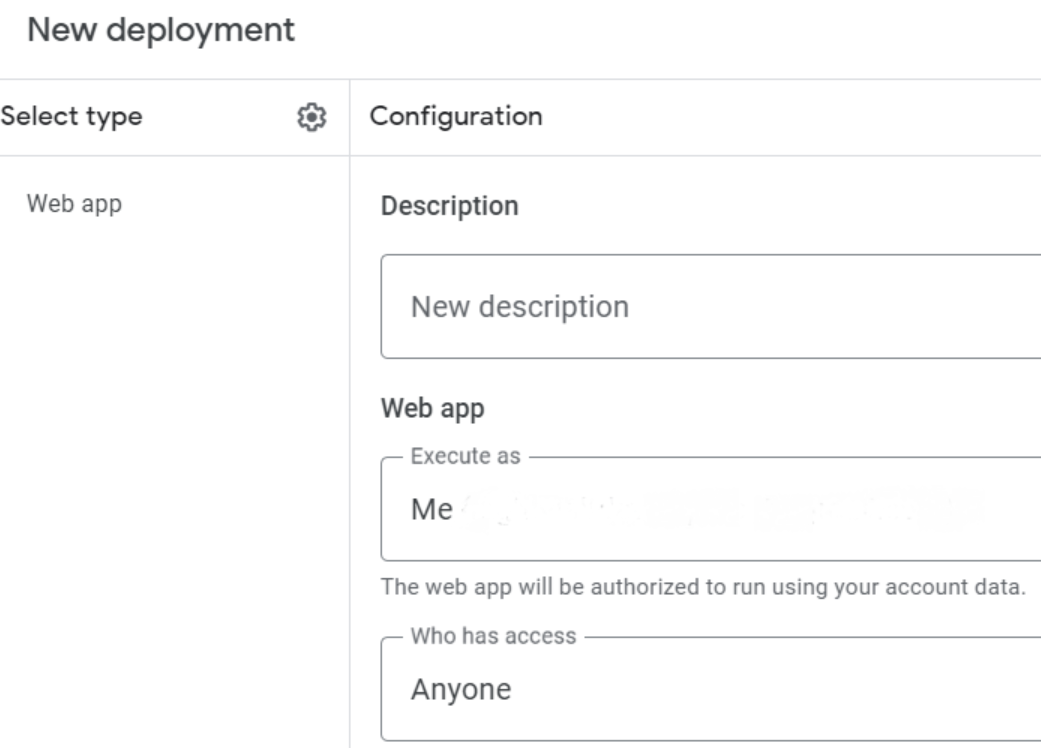 New deployment
Select type
Configuration
Web app
Description
New description
Web app
Execute as
Me
The web app will be authorized to run using your account data.
Who has access
Anyone